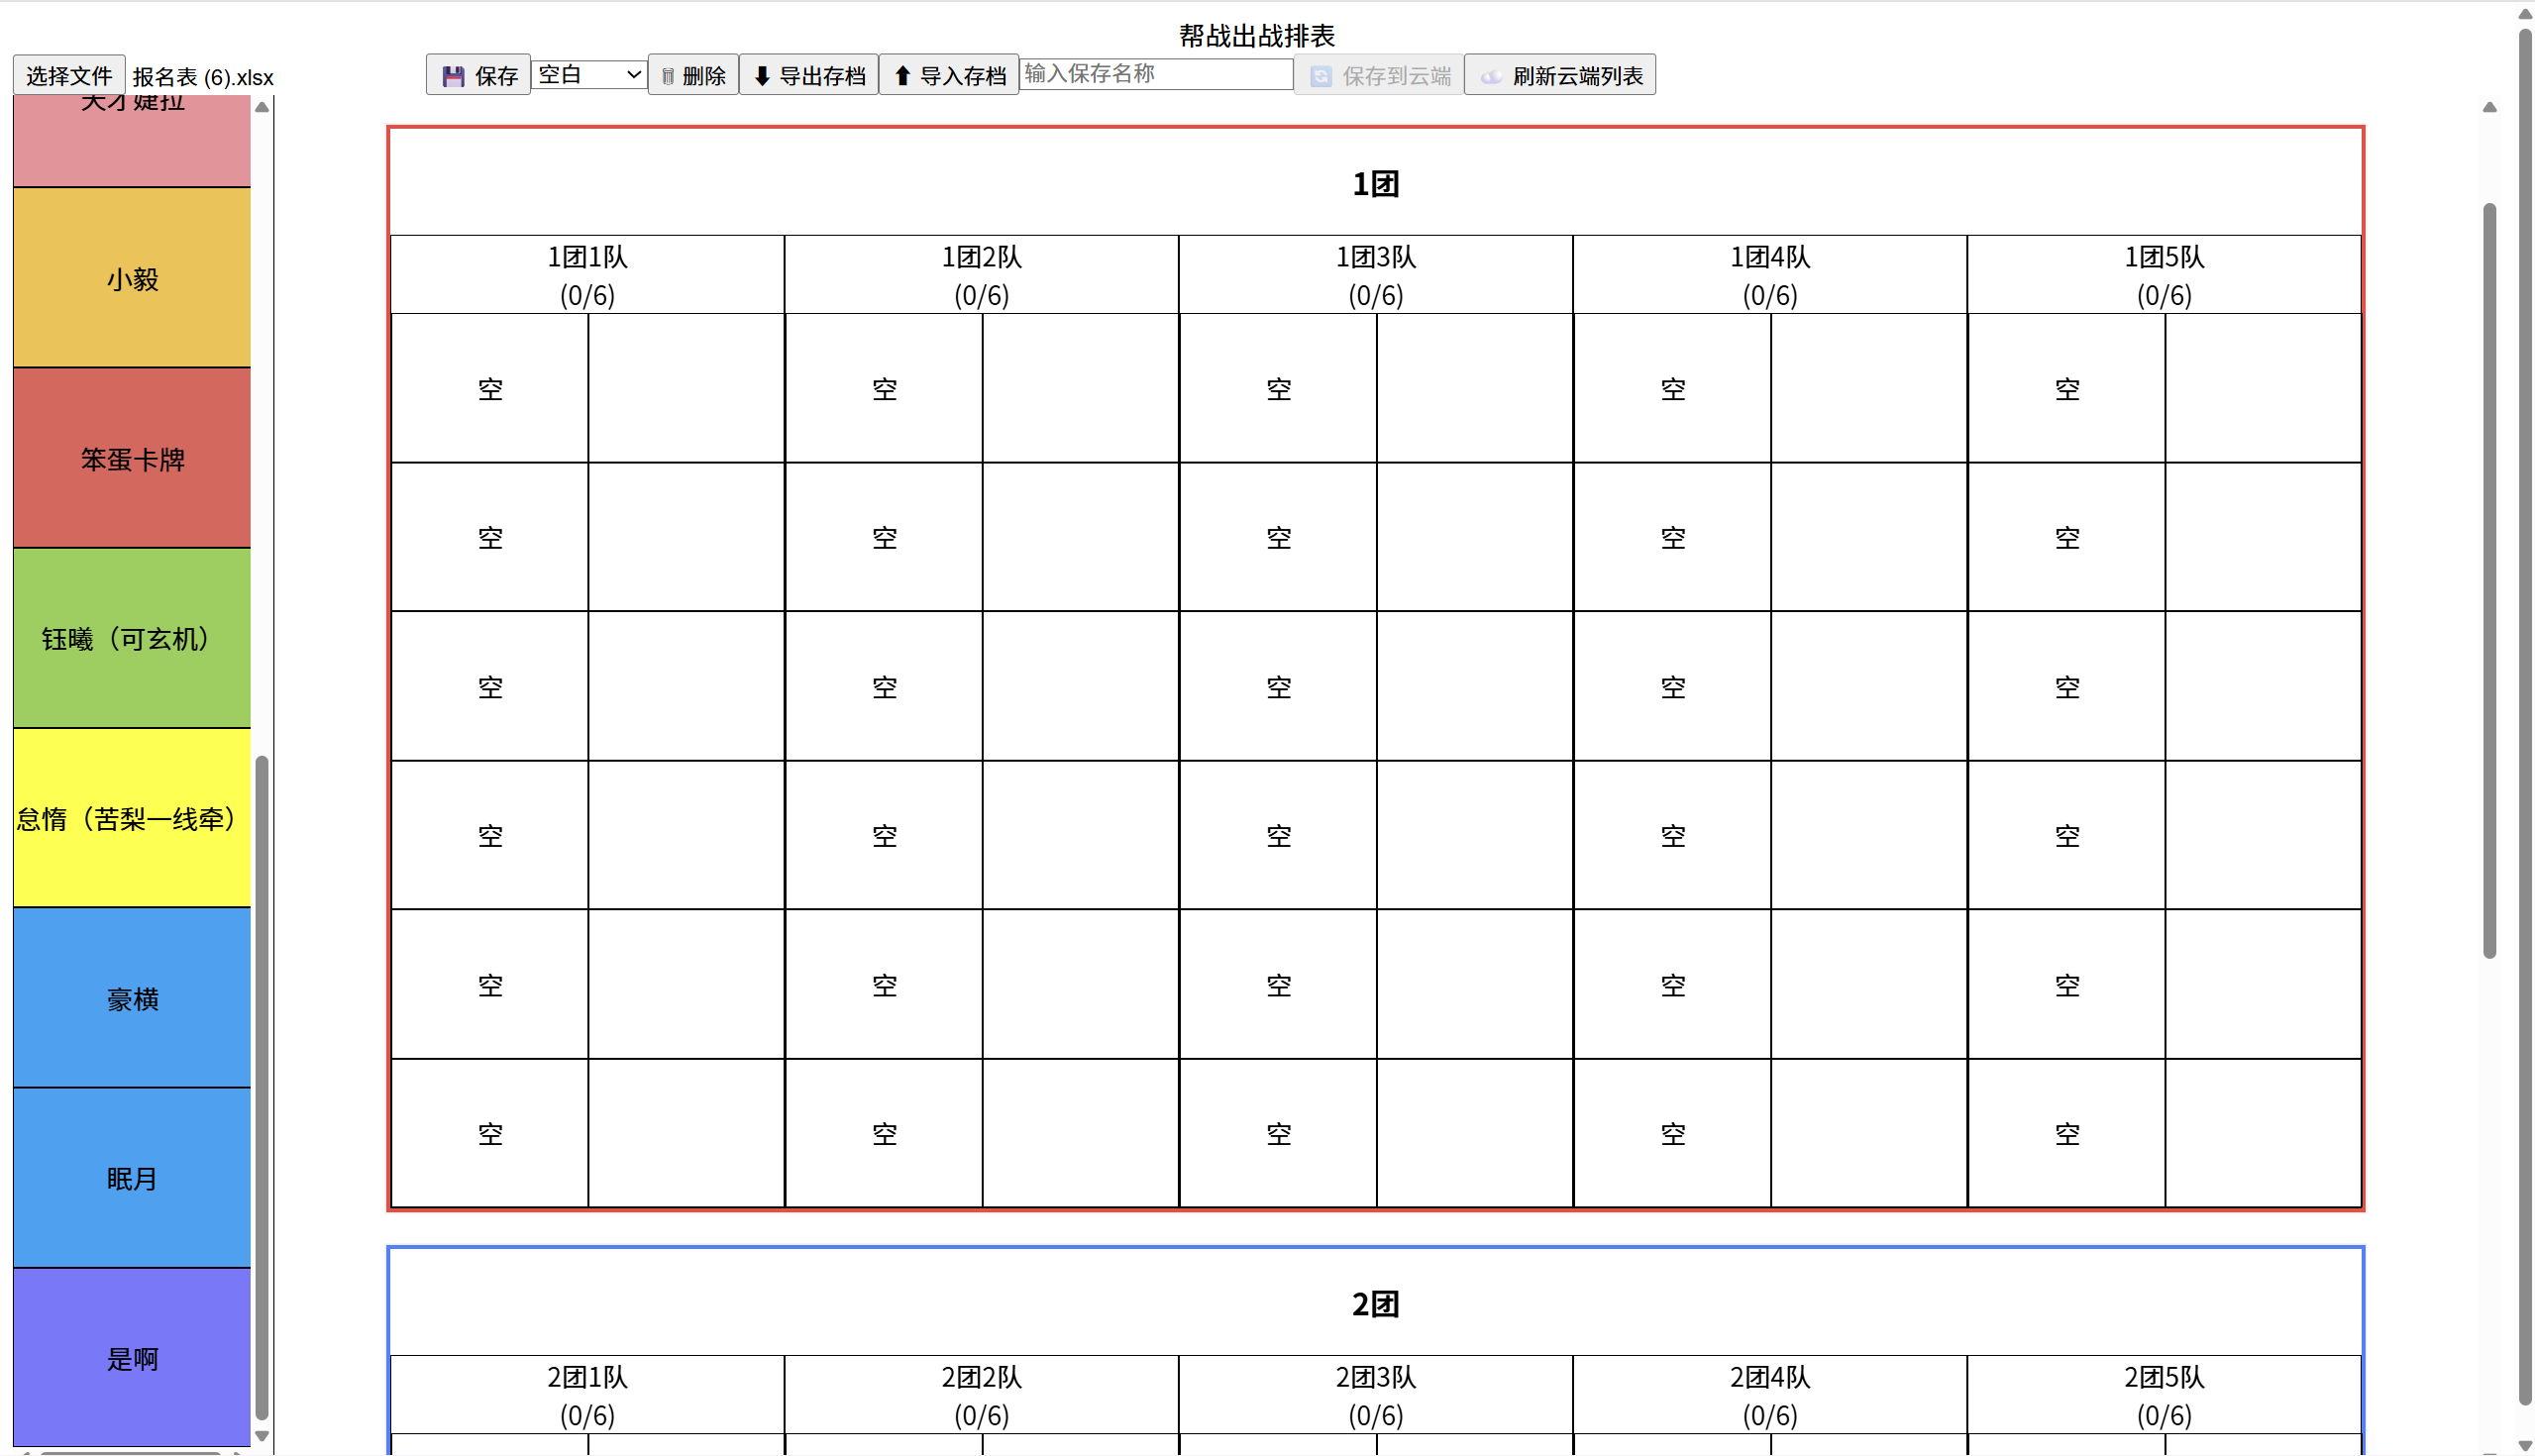 帮战出战排表
选择文件 报名表 (6).xlsx
保存 空白 删除 导出存档 导入存档 输入保存名称 保存到云端 刷新云端列表
天才婕拉
小毅
笨蛋卡牌
钰曦（可玄机）
怠惰（苦梨一线牵）
豪横
眠月
是啊
1团
1团1队 1团2队 1团3队 1团4队 1团5队
(0/6) (0/6) (0/6) (0/6) (0/6)
空 空 空 空 空
空 空 空 空 空
空 空 空 空 空
空 空 空 空 空
空 空 空 空 空
空 空 空 空 空
2团
2团1队 2团2队 2团3队 2团4队 2团5队
(0/6) (0/6) (0/6) (0/6) (0/6)